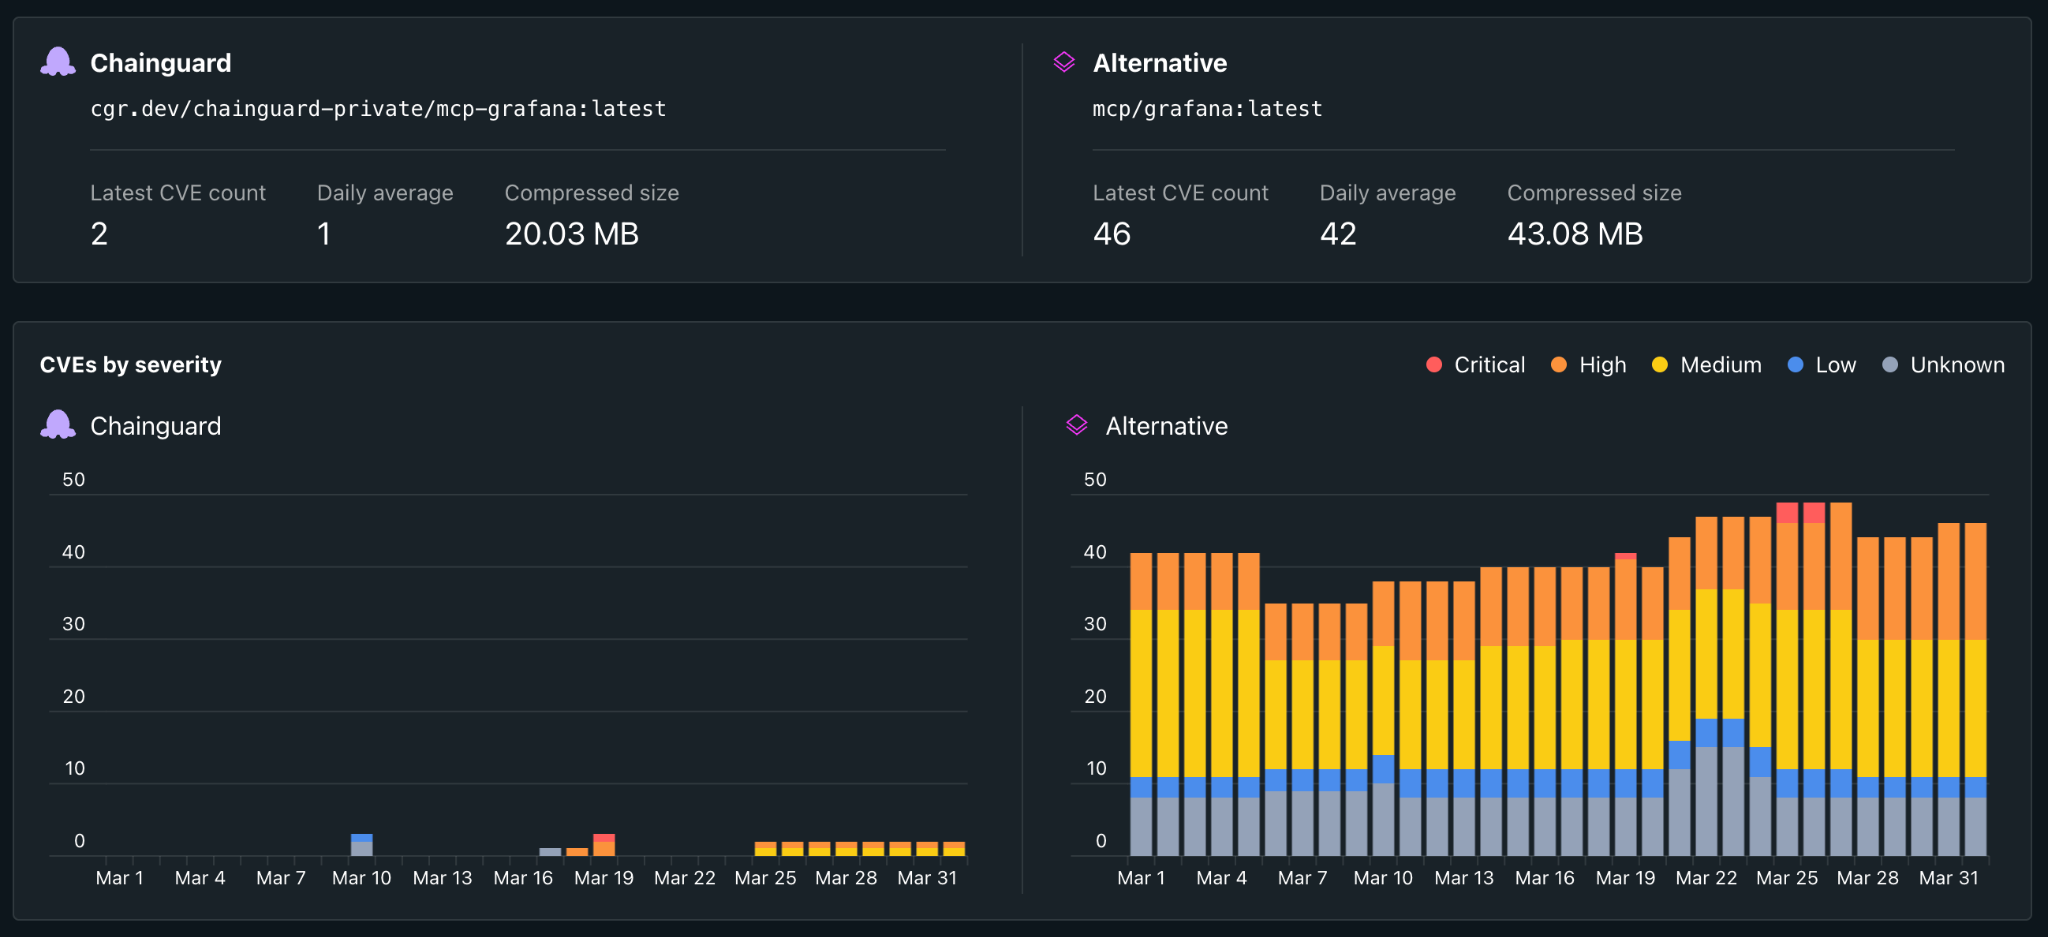 Chainguard
cgr.dev/chainguard-private/mcp-grafana:latest
Latest CVE count Daily average Compressed size
2 1 20.03 MB
Alternative
mcp/grafana:latest
Latest CVE count Daily average Compressed size
46 42 43.08 MB
CVEs by severity
Critical High Medium Low Unknown
Chainguard
50
40
30
20
10
0
Mar 1 Mar 4 Mar 7 Mar 10 Mar 13 Mar 16 Mar 19 Mar 22 Mar 25 Mar 28 Mar 31
Alternative
50
40
30
20
10
0
Mar 1 Mar 4 Mar 7 Mar 10 Mar 13 Mar 16 Mar 19 Mar 22 Mar 25 Mar 28 Mar 31